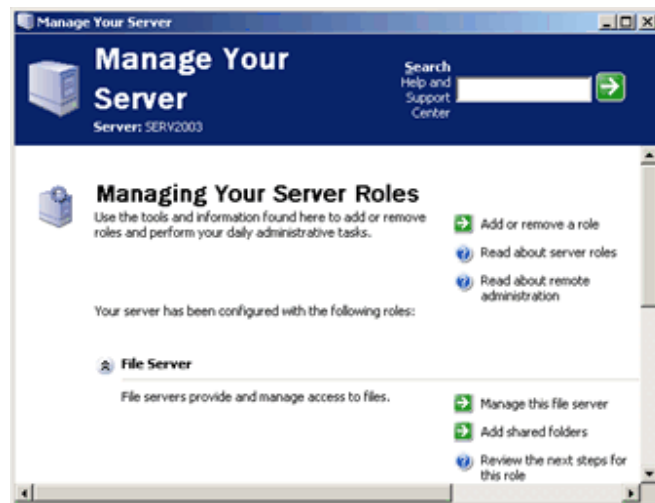 Manage Your Server
Manage Your
Server
Server: SERV2003
Search
Help and
Support
Center
Managing Your Server Roles
Use the tools and information found here to add or remove
roles and perform your daily administrative tasks.
Add or remove a role
Read about server roles
Read about remote
administration
Your server has been configured with the following roles:
File Server
File servers provide and manage access to files.
Manage this file server
Add shared folders
Review the next steps for
this role